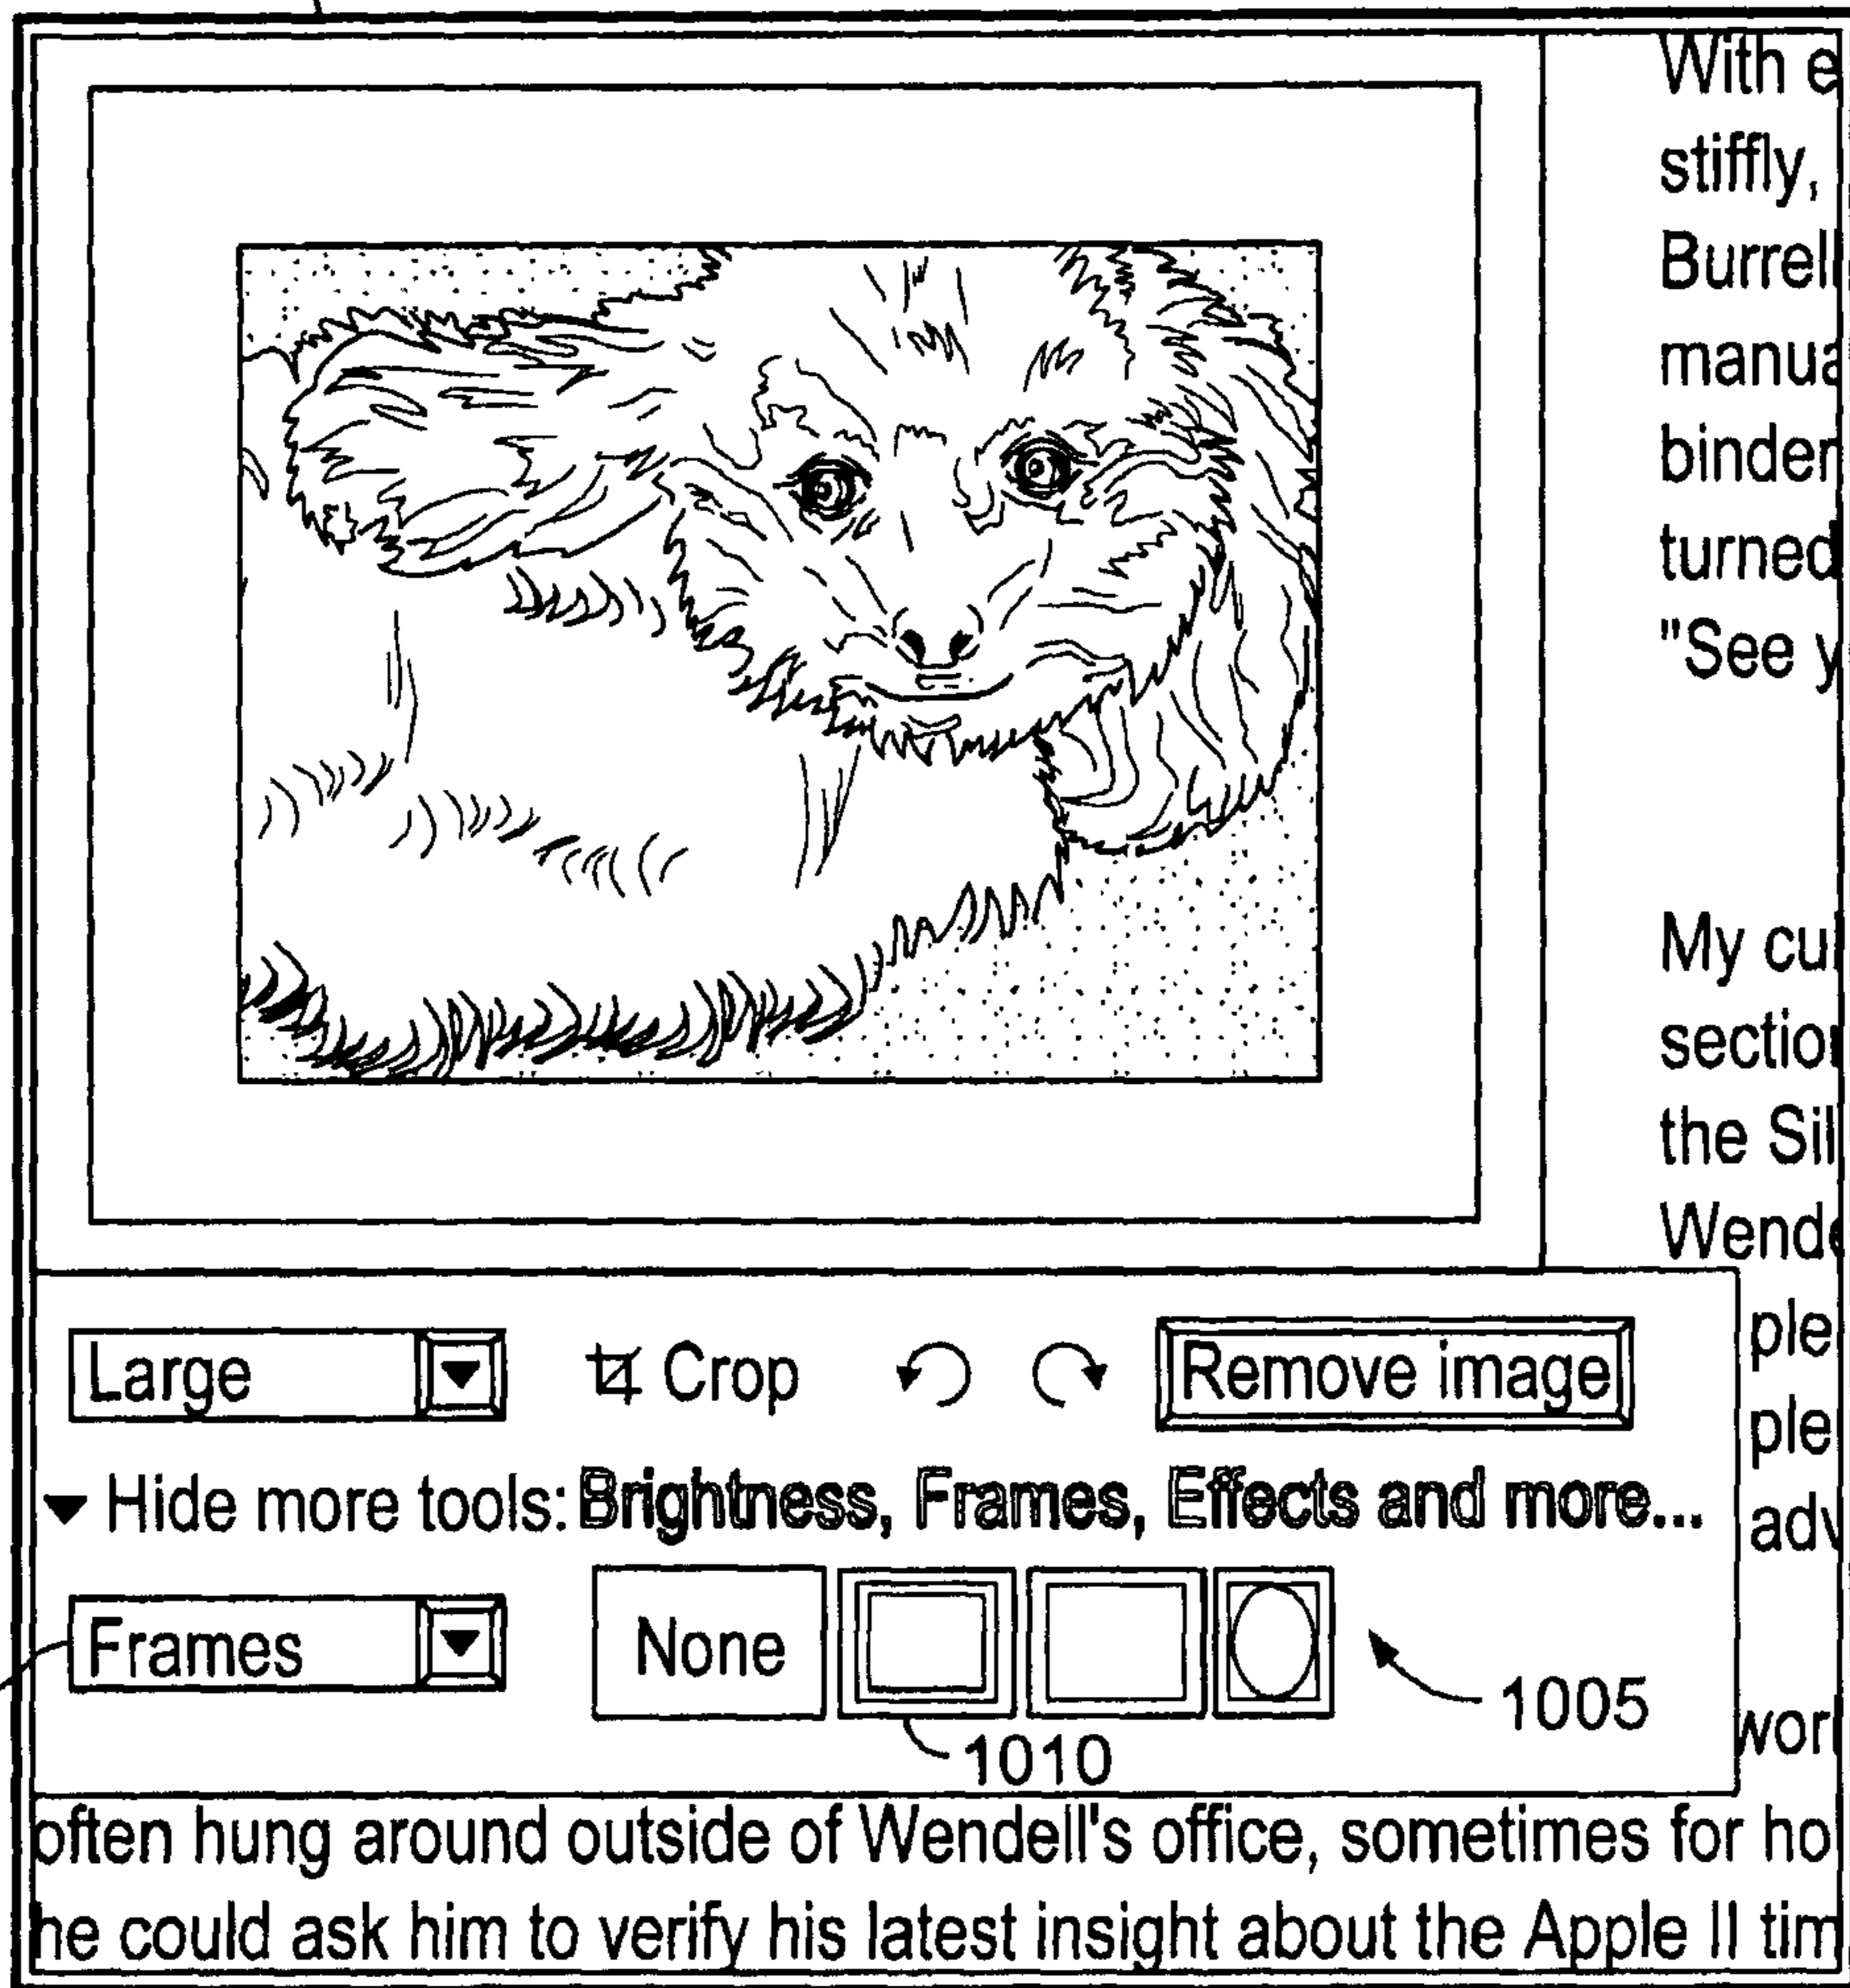 With e
stiffly,
Burrell
manua
binder
turned
"See y
My cu
section
the Sil
Wende
Large Crop Remove image
ple
ple
Hide more tools: Brightness, Frames, Effects and more...
adv
Frames None
1005
1010
wor
often hung around outside of Wendell's office, sometimes for ho
he could ask him to verify his latest insight about the Apple II tim